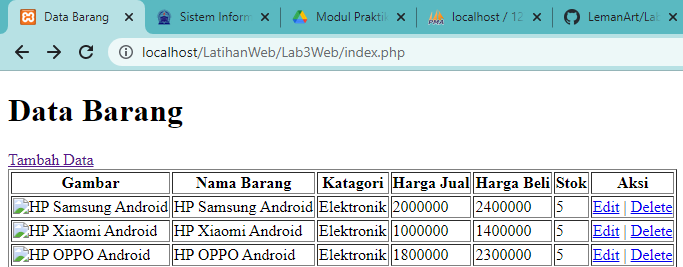 Data Barang
Sistem Inform
Modul Praktik
localhost / 12
LemanArt/Lab
localhost/LatihanWeb/Lab3Web/index.php
Data Barang
Tambah Data
Gambar Nama Barang Katagori Harga Jual Harga Beli Stok Aksi
HP Samsung Android HP Samsung Android Elektronik 2000000 2400000 5 Edit | Delete
HP Xiaomi Android HP Xiaomi Android Elektronik 1000000 1400000 5 Edit | Delete
HP OPPO Android HP OPPO Android Elektronik 1800000 2300000 5 Edit | Delete